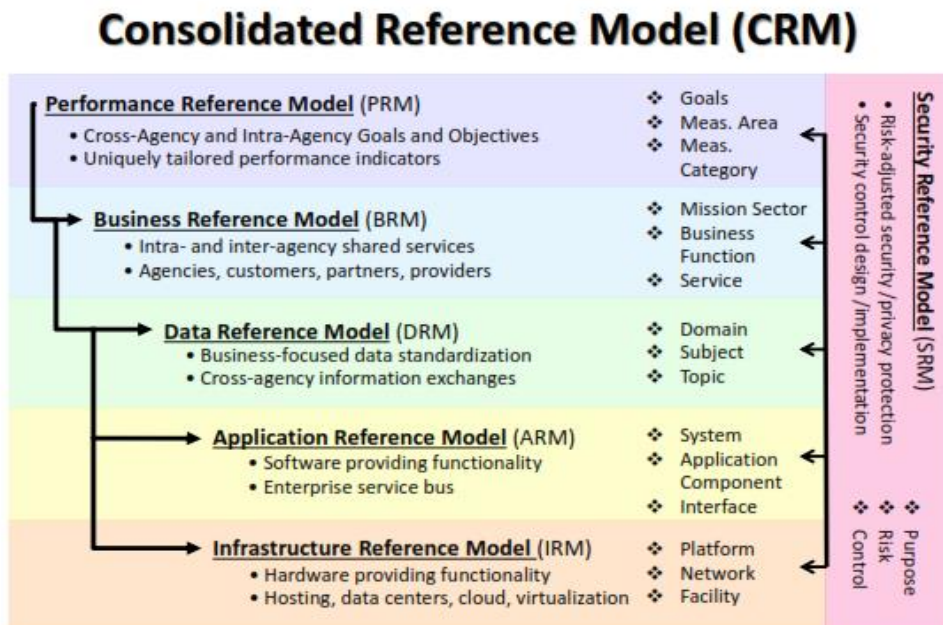 Consolidated Reference Model (CRM)
Performance Reference Model (PRM)
• Cross-Agency and Intra-Agency Goals and Objectives
• Uniquely tailored performance indicators
❖ Goals
❖ Meas. Area
❖ Meas.
Category
Business Reference Model (BRM)
• Intra- and inter-agency shared services
• Agencies, customers, partners, providers
❖ Mission Sector
❖ Business
Function
❖ Service
Data Reference Model (DRM)
• Business-focused data standardization
• Cross-agency information exchanges
❖ Domain
❖ Subject
❖ Topic
Application Reference Model (ARM)
• Software providing functionality
• Enterprise service bus
❖ System
❖ Application
Component
❖ Interface
Infrastructure Reference Model (IRM)
• Hardware providing functionality
• Hosting, data centers, cloud, virtualization
❖ Platform
❖ Network
❖ Facility
Security Reference Model (SRM)
• Risk-adjusted security /privacy protection
• Security control design /implementation
❖ Purpose
❖ Risk
❖ Control